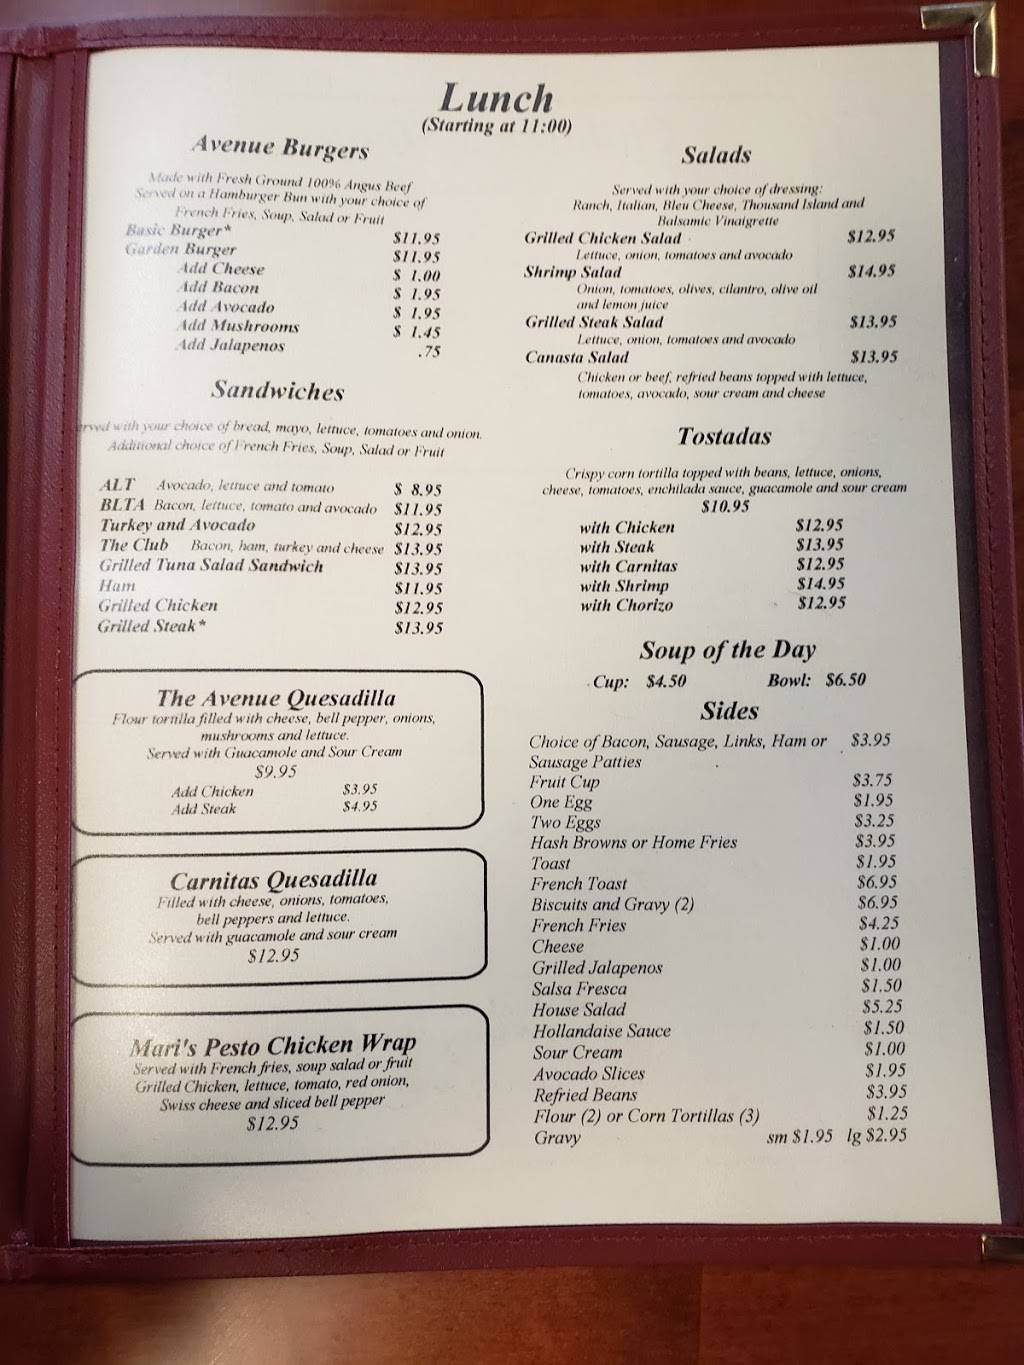 Lunch
(Starting at 11:00)
Avenue Burgers
Made with Fresh Ground 100% Angus Beef
Served on a Hamburger Bun with your choice of
French Fries, Soup, Salad or Fruit
Basic Burger* $11.95
Garden Burger $11.95
Add Cheese $ 1.00
Add Bacon $ 1.95
Add Avocado $ 1.95
Add Mushrooms $ 1.45
Add Jalapenos .75
Sandwiches
erved with your choice of bread, mayo, lettuce, tomatoes and onion.
Additional choice of French Fries, Soup, Salad or Fruit
ALT Avocado, lettuce and tomato $ 8.95
BLTA Bacon, lettuce, tomato and avocado $11.95
Turkey and Avocado $12.95
The Club Bacon, ham, turkey and cheese $13.95
Grilled Tuna Salad Sandwich $13.95
Ham $11.95
Grilled Chicken $12.95
Grilled Steak* $13.95
The Avenue Quesadilla
Flour tortilla filled with cheese, bell pepper, onions,
mushrooms and lettuce.
Served with Guacamole and Sour Cream
$9.95
Add Chicken $3.95
Add Steak $4.95
Carnitas Quesadilla
Filled with cheese, onions, tomatoes,
bell peppers and lettuce.
Served with guacamole and sour cream
$12.95
Mari's Pesto Chicken Wrap
Served with French fries, soup salad or fruit
Grilled Chicken, lettuce, tomato, red onion,
Swiss cheese and sliced bell pepper
$12.95
Salads
Served with your choice of dressing:
Ranch, Italian, Bleu Cheese, Thousand Island and
Balsamic Vinaigrette
Grilled Chicken Salad $12.95
Lettuce, onion, tomatoes and avocado
Shrimp Salad $14.95
Onion, tomatoes, olives, cilantro, olive oil
and lemon juice
Grilled Steak Salad $13.95
Lettuce, onion, tomatoes and avocado
Canasta Salad $13.95
Chicken or beef, refried beans topped with lettuce,
tomatoes, avocado, sour cream and cheese
Tostadas
Crispy corn tortilla topped with beans, lettuce, onions,
cheese, tomatoes, enchilada sauce, guacamole and sour cream
$10.95
with Chicken $12.95
with Steak $13.95
with Carnitas $12.95
with Shrimp $14.95
with Chorizo $12.95
Soup of the Day
Cup: $4.50 Bowl: $6.50
Sides
Choice of Bacon, Sausage, Links, Ham or $3.95
Sausage Patties
Fruit Cup $3.75
One Egg $1.95
Two Eggs $3.25
Hash Browns or Home Fries $3.95
Toast $1.95
French Toast $6.95
Biscuits and Gravy (2) $6.95
French Fries $4.25
Cheese $1.00
Grilled Jalapenos $1.00
Salsa Fresca $1.50
House Salad $5.25
Hollandaise Sauce $1.50
Sour Cream $1.00
Avocado Slices $1.95
Refried Beans $3.95
Flour (2) or Corn Tortillas (3) $1.25
Gravy sm $1.95 lg $2.95